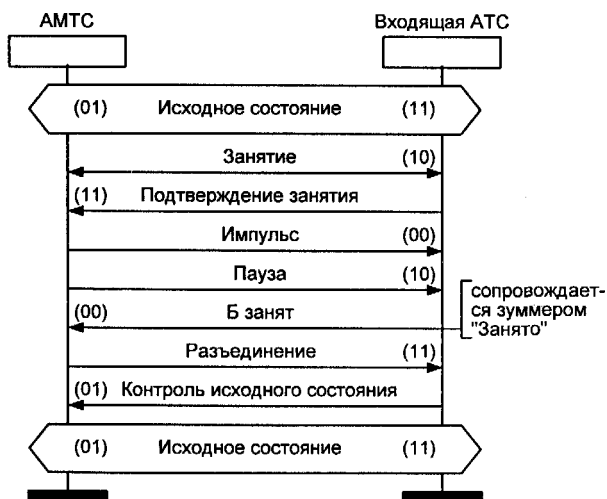 АМТС Входящая АТС
(01) Исходное состояние (11)
Занятие (10)
(11) Подтверждение занятия
Импульс (00)
Пауза (10)
сопровождает-
ся зуммером
"Занято"
(00) Б занят
Разъединение (11)
(01) Контроль исходного состояния
(01) Исходное состояние (11)